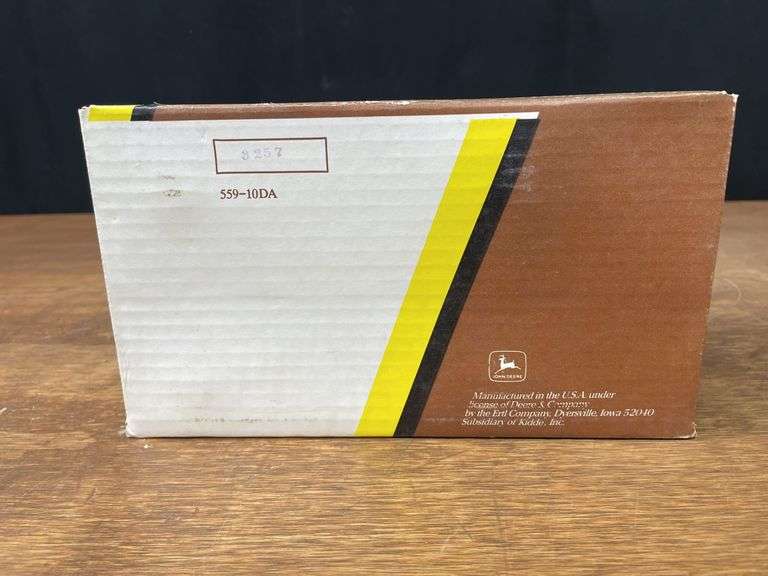 3257
559-10DA
JOHN DEERE
Manufactured in the U.S.A. under
license of Deere & Company
by the Ertl Company, Dyersville, Iowa 52040
Subsidiary of Kidde, Inc.